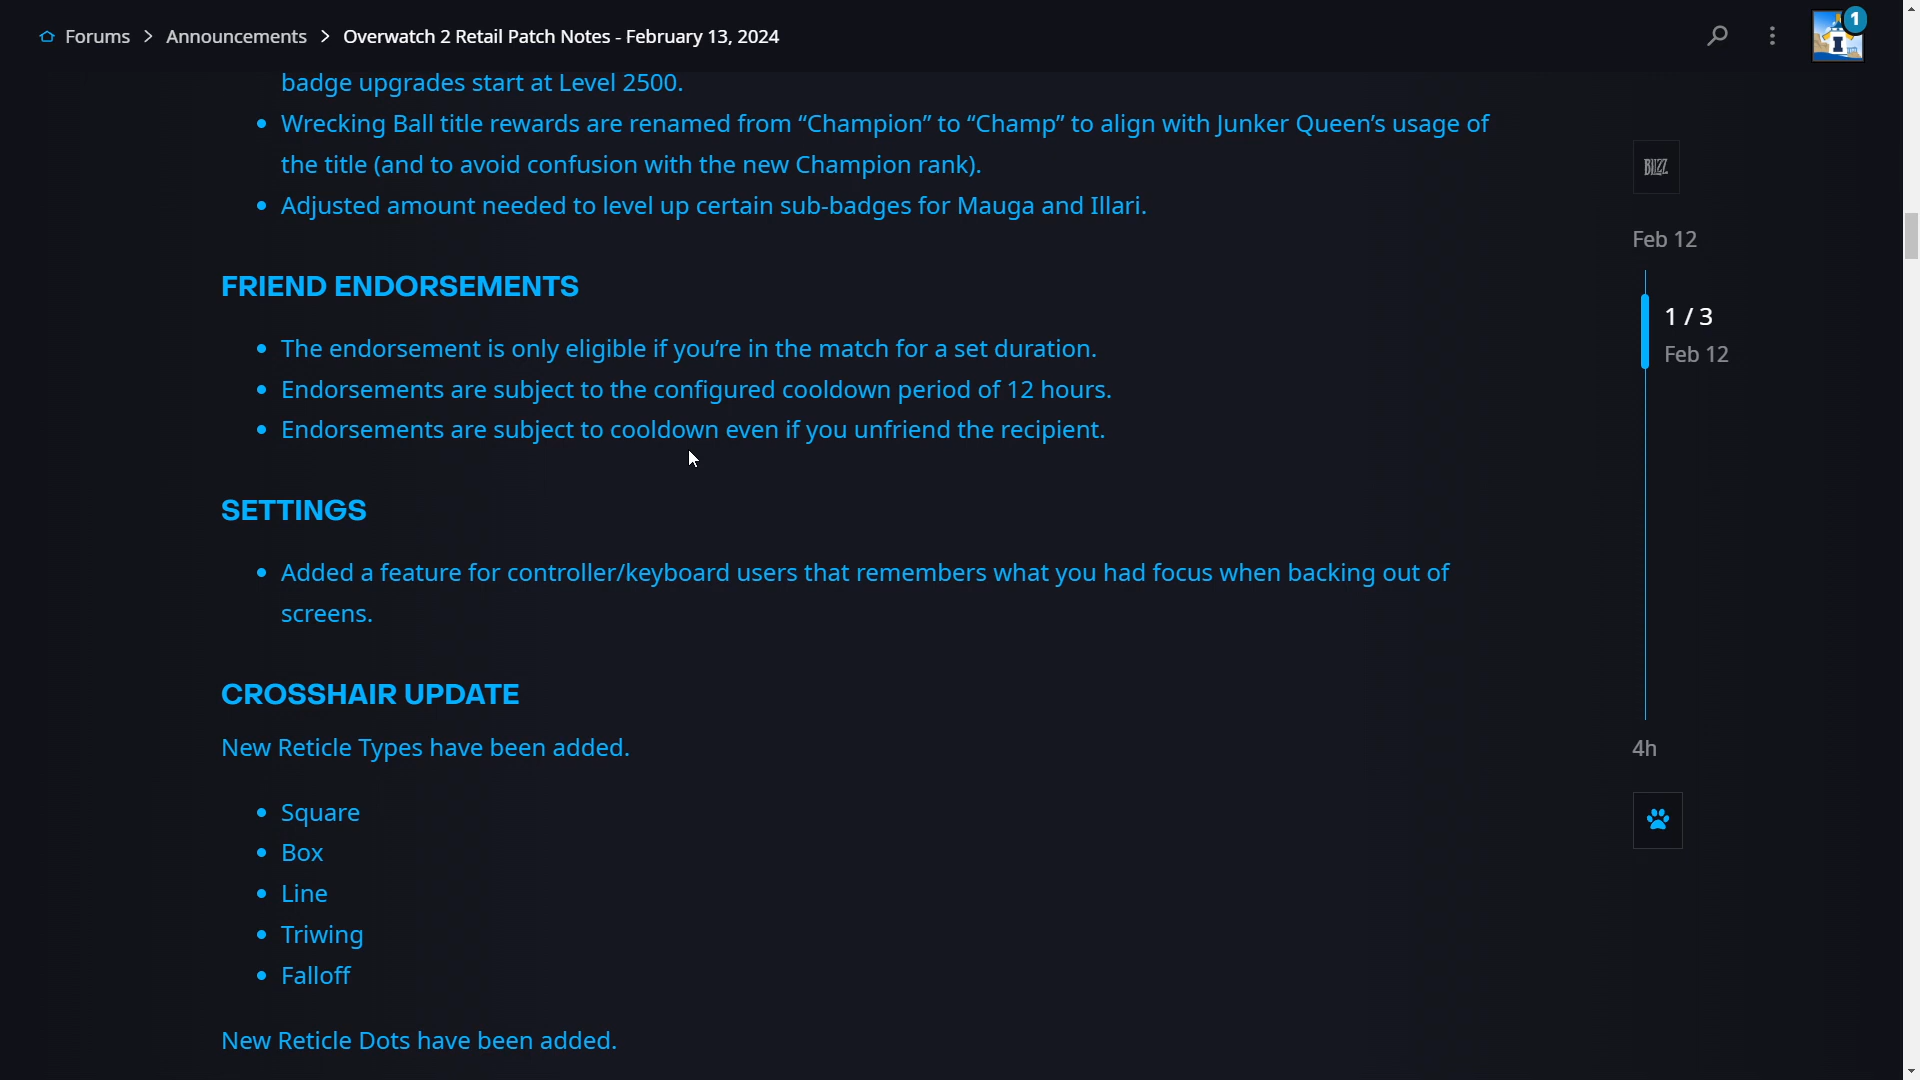 Forums > Announcements > Overwatch 2 Retail Patch Notes - February 13, 2024
1
badge upgrades start at Level 2500.
• Wrecking Ball title rewards are renamed from “Champion” to “Champ” to align with Junker Queen’s usage of
the title (and to avoid confusion with the new Champion rank).
• Adjusted amount needed to level up certain sub-badges for Mauga and Illari.
FRIEND ENDORSEMENTS
• The endorsement is only eligible if you’re in the match for a set duration.
• Endorsements are subject to the configured cooldown period of 12 hours.
• Endorsements are subject to cooldown even if you unfriend the recipient.
SETTINGS
• Added a feature for controller/keyboard users that remembers what you had focus when backing out of
screens.
CROSSHAIR UPDATE
New Reticle Types have been added.
• Square
• Box
• Line
• Triwing
• Falloff
New Reticle Dots have been added.
BLIZZ
Feb 12
1 / 3
Feb 12
4h